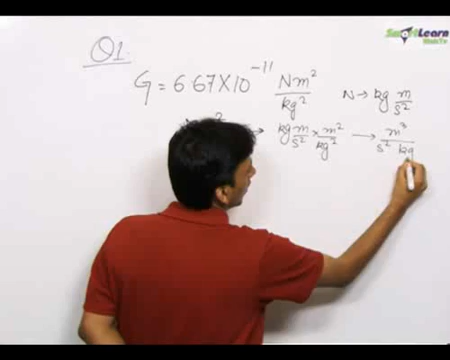 SmartLearn
Q1.
G = 6.67×10⁻¹¹ Nm²/kg²
N → kg m/s²
→ kg m/s² × m²/kg² → m³/s² kg